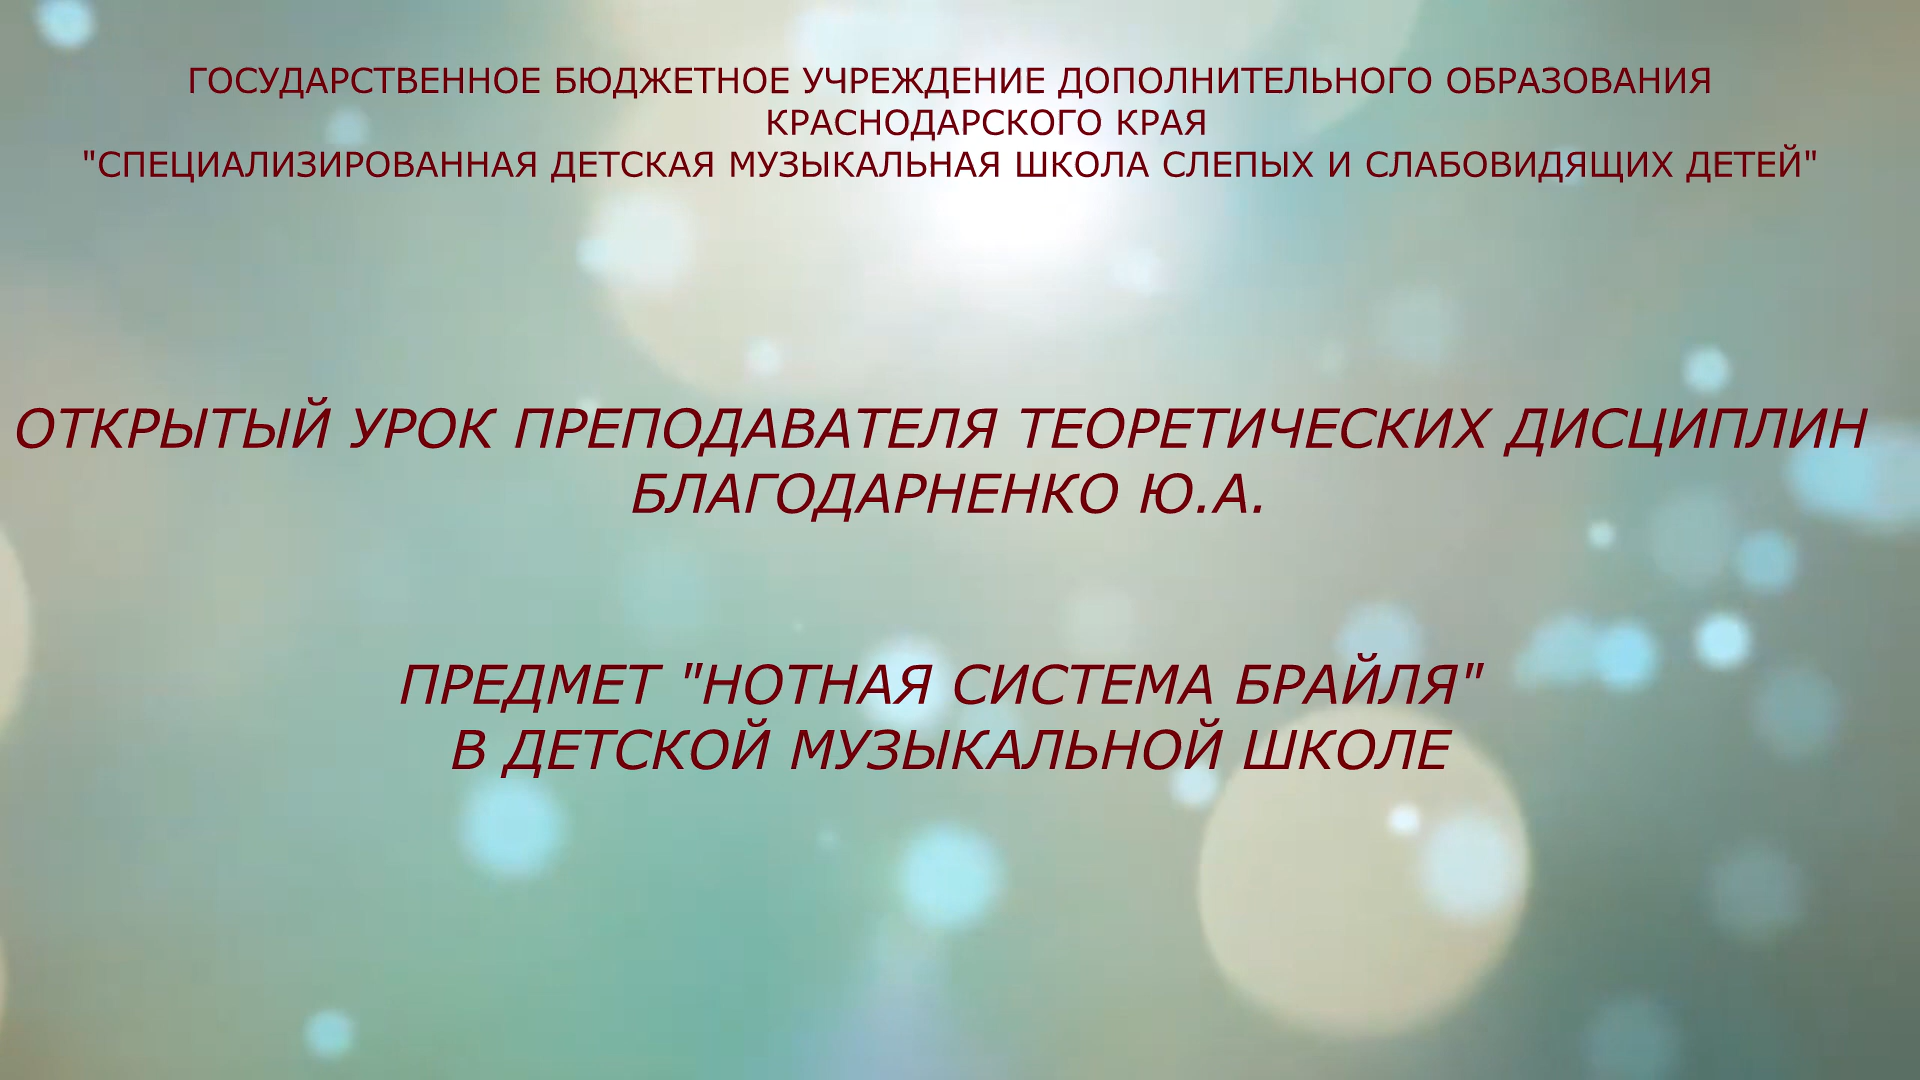 ГОСУДАРСТВЕННОЕ БЮДЖЕТНОЕ УЧРЕЖДЕНИЕ ДОПОЛНИТЕЛЬНОГО ОБРАЗОВАНИЯ
КРАСНОДАРСКОГО КРАЯ
"СПЕЦИАЛИЗИРОВАННАЯ ДЕТСКАЯ МУЗЫКАЛЬНАЯ ШКОЛА СЛЕПЫХ И СЛАБОВИДЯЩИХ ДЕТЕЙ"
ОТКРЫТЫЙ УРОК ПРЕПОДАВАТЕЛЯ ТЕОРЕТИЧЕСКИХ ДИСЦИПЛИН
БЛАГОДАРНЕНКО Ю.А.
ПРЕДМЕТ "НОТНАЯ СИСТЕМА БРАЙЛЯ"
В ДЕТСКОЙ МУЗЫКАЛЬНОЙ ШКОЛЕ